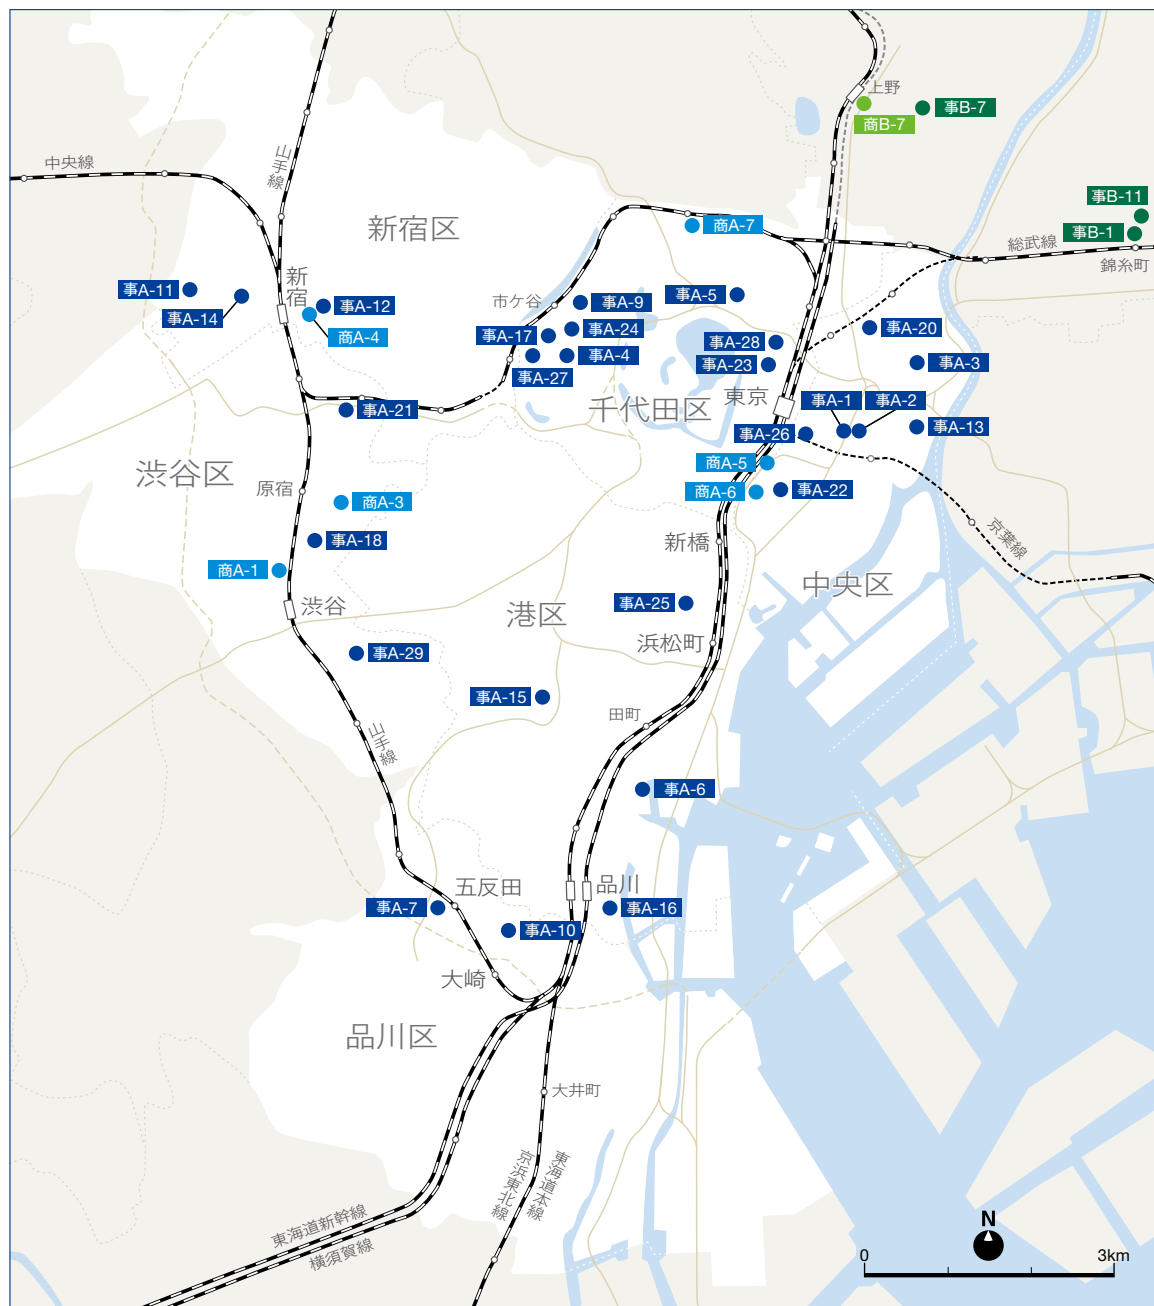 上野
事B-7
商B-7
中央線
山手線
事B-11
新宿区
商A-7
事B-1
総武線
錦糸町
新宿
事A-11
市ケ谷
事A-9
事A-5
事A-14
事A-12
事A-24
事A-20
商A-4
事A-17
事A-28
事A-4
事A-23
事A-3
事A-27
東京
事A-1
事A-2
千代田区
事A-21
事A-26
事A-13
渋谷区
商A-5
原宿
商A-3
商A-6
事A-22
事A-18
新橋
京葉線
商A-1
中央区
渋谷
港区
事A-25
浜松町
事A-29
事A-15
田町
山手線
事A-6
五反田
品川
事A-7
事A-16
事A-10
大崎
品川区
大井町
東海道本線
京浜東北線
東海道新幹線
横須賀線
N
0
3km